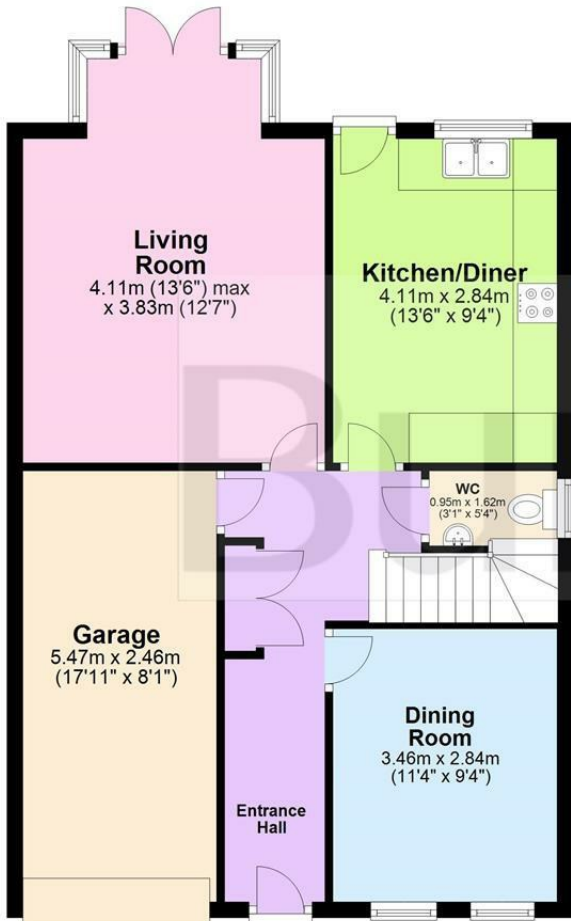 Living
Room
4.11m (13'6") max
x 3.83m (12'7")
Kitchen/Diner
4.11m x 2.84m
(13'6" x 9'4")
WC
0.95m x 1.62m
(3'1" x 5'4")
Garage
5.47m x 2.46m
(17'11" x 8'1")
Dining
Room
3.46m x 2.84m
(11'4" x 9'4")
Entrance
Hall